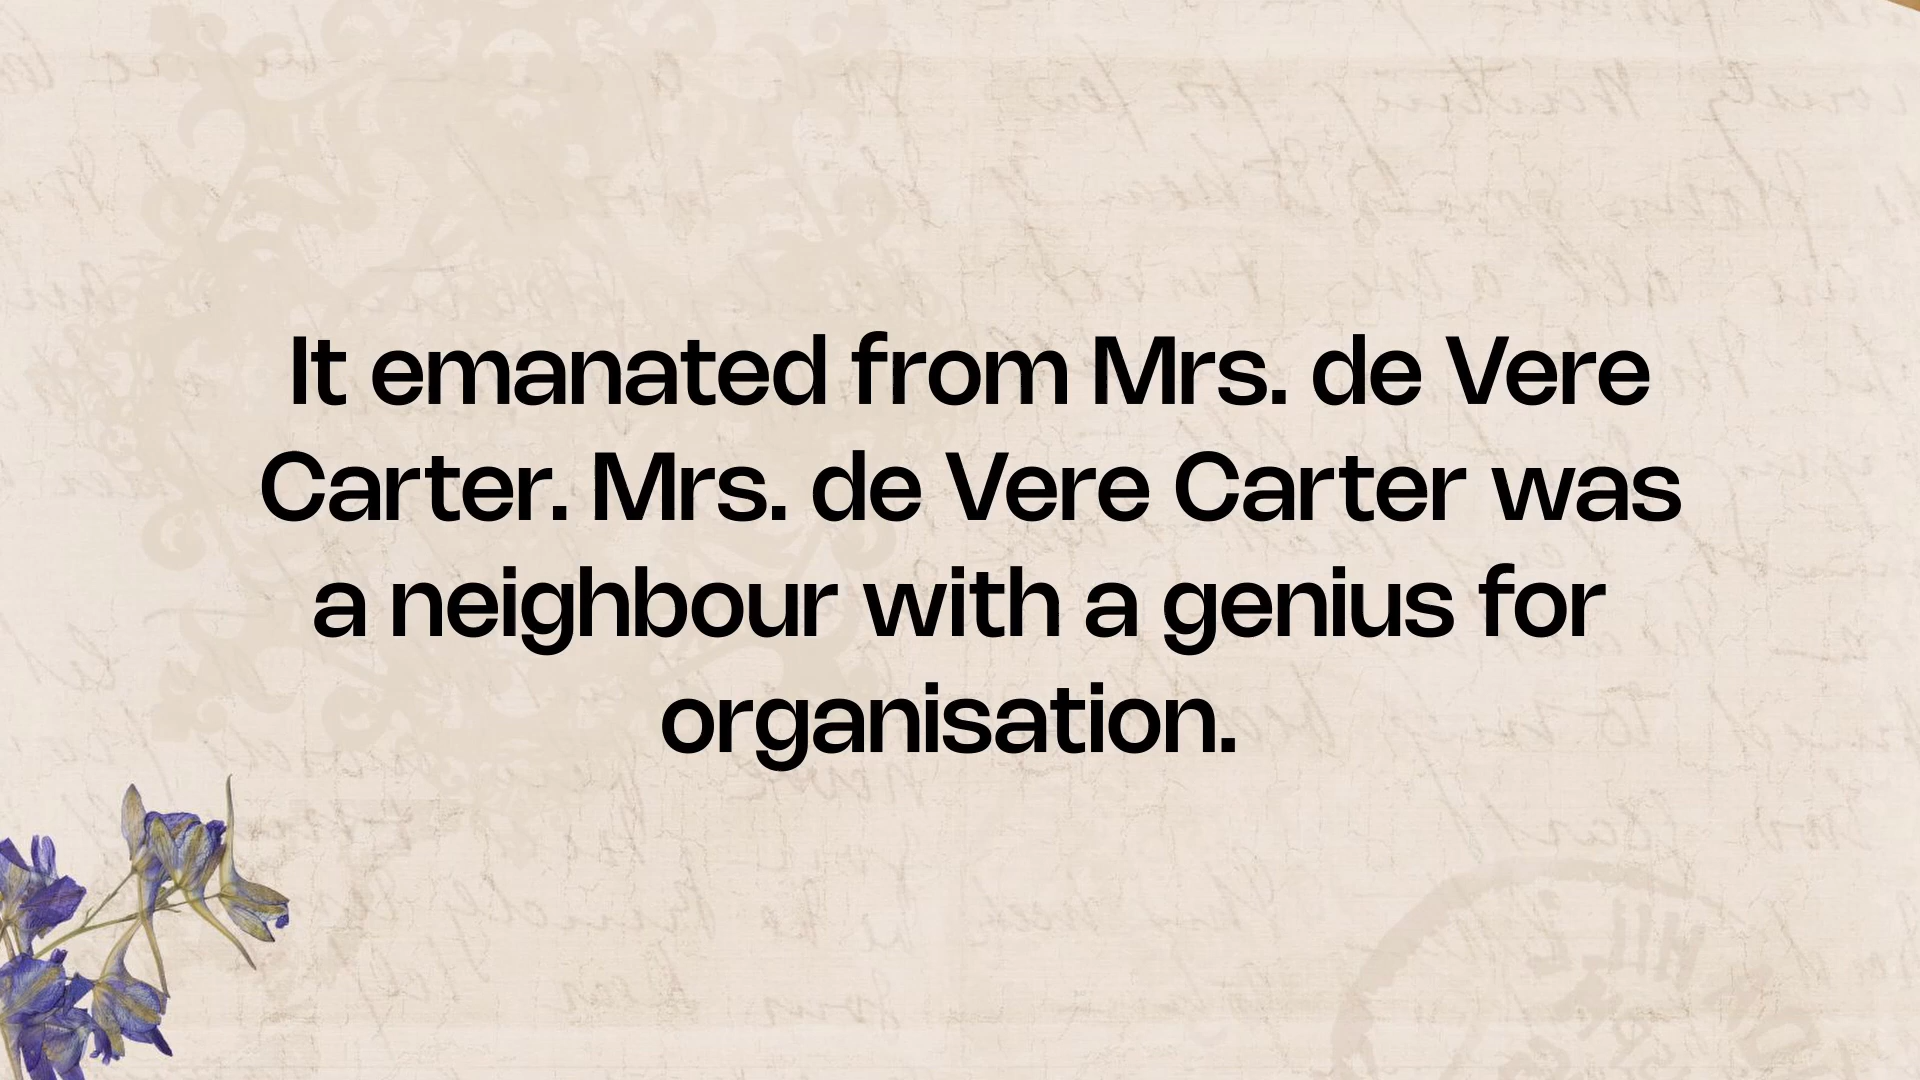 It emanated from Mrs. de Vere
Carter. Mrs. de Vere Carter was
a neighbour with a genius for
organisation.